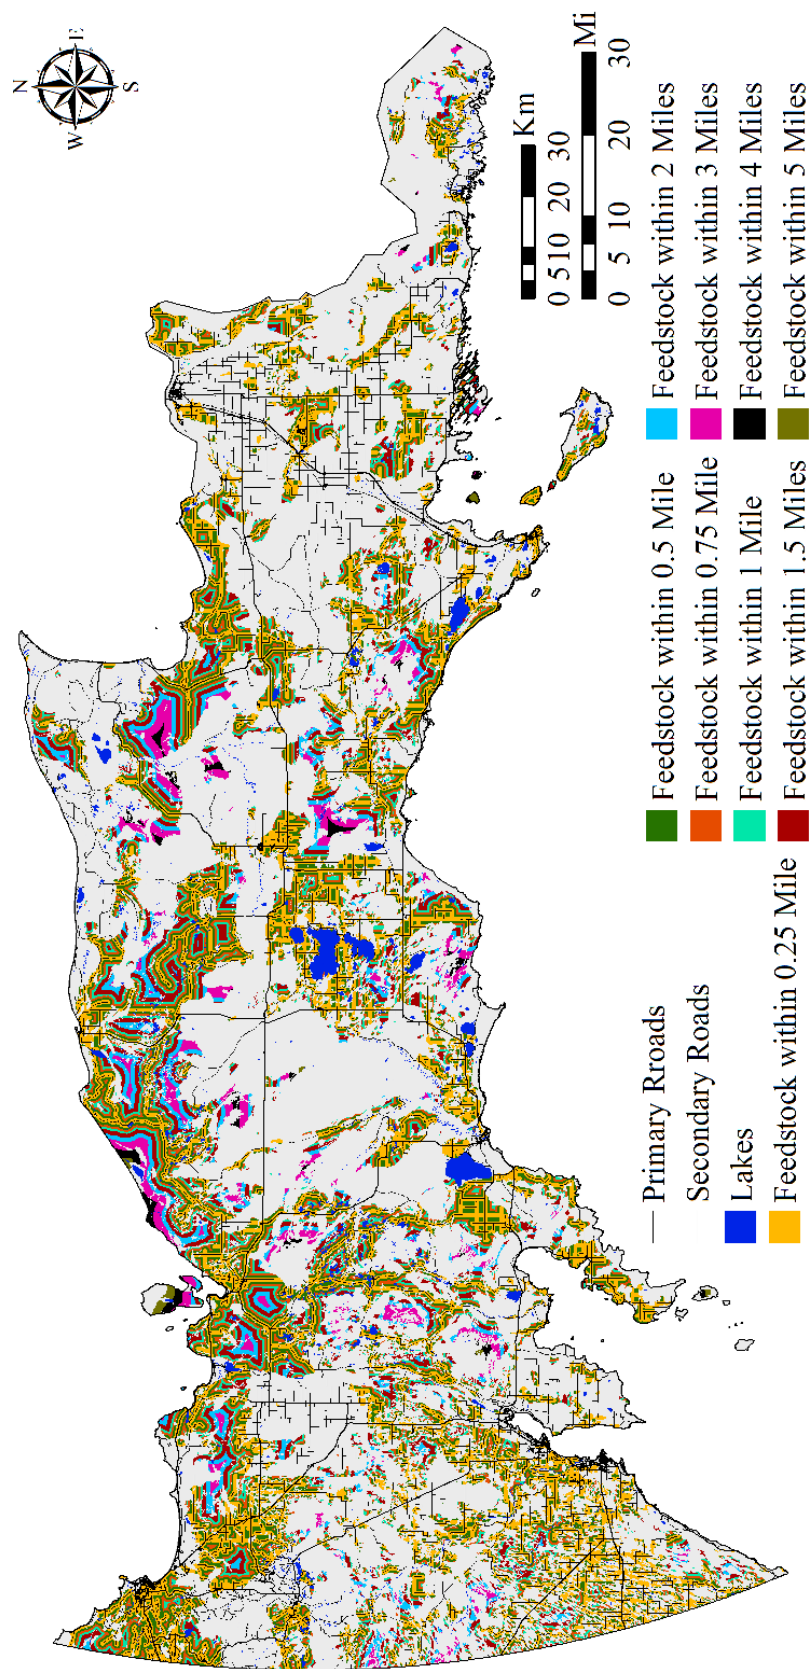 N
W
E
S
Km
0 5 10 20 30
Mi
0 5 10 20 30
Primary Rroads
Secondary Roads
Lakes
Feedstock within 0.25 Mile
Feedstock within 0.5 Mile
Feedstock within 0.75 Mile
Feedstock within 1 Mile
Feedstock within 1.5 Miles
Feedstock within 2 Miles
Feedstock within 3 Miles
Feedstock within 4 Miles
Feedstock within 5 Miles